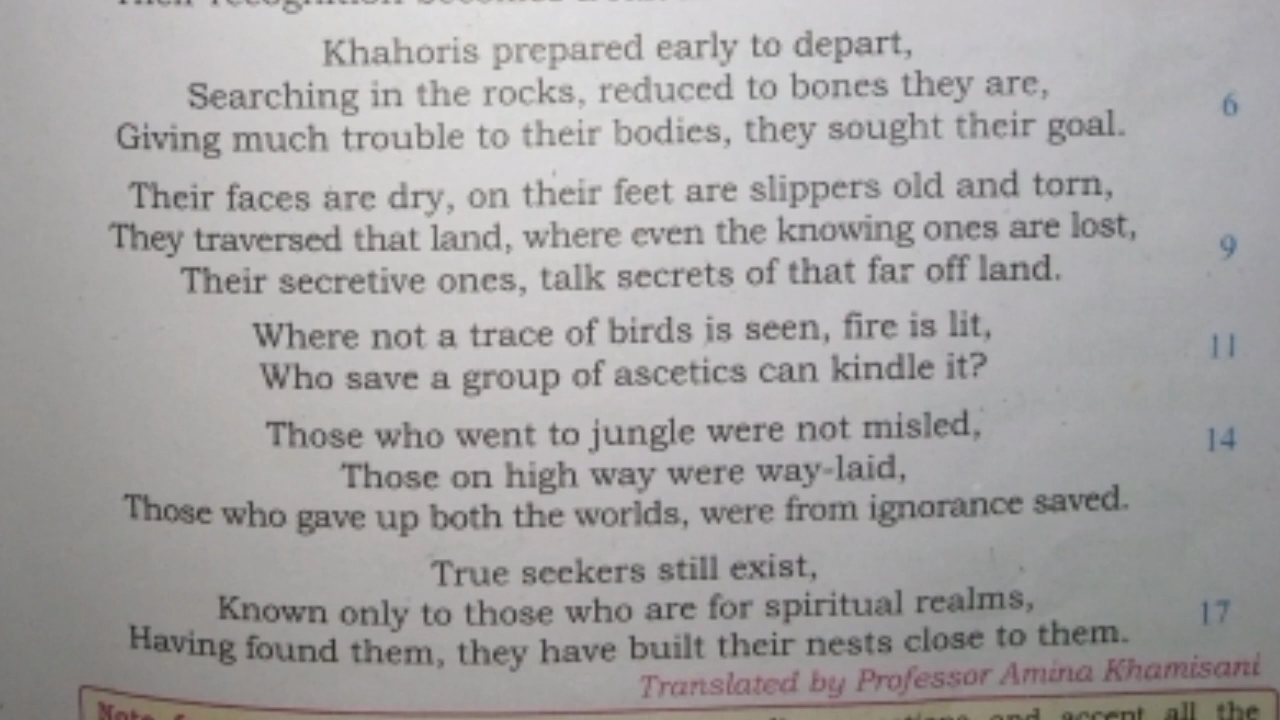 Khahoris prepared early to depart,
Searching in the rocks, reduced to bones they are,
6
Giving much trouble to their bodies, they sought their goal.
Their faces are dry, on their feet are slippers old and torn,
They traversed that land, where even the knowing ones are lost,
9
Their secretive ones, talk secrets of that far off land.
Where not a trace of birds is seen, fire is lit,
11
Who save a group of ascetics can kindle it?
Those who went to jungle were not misled,
14
Those on high way were way-laid,
Those who gave up both the worlds, were from ignorance saved.
True seekers still exist,
Known only to those who are for spiritual realms,
17
Having found them, they have built their nests close to them.
Translated by Professor Amina Khamisani
and accept all the